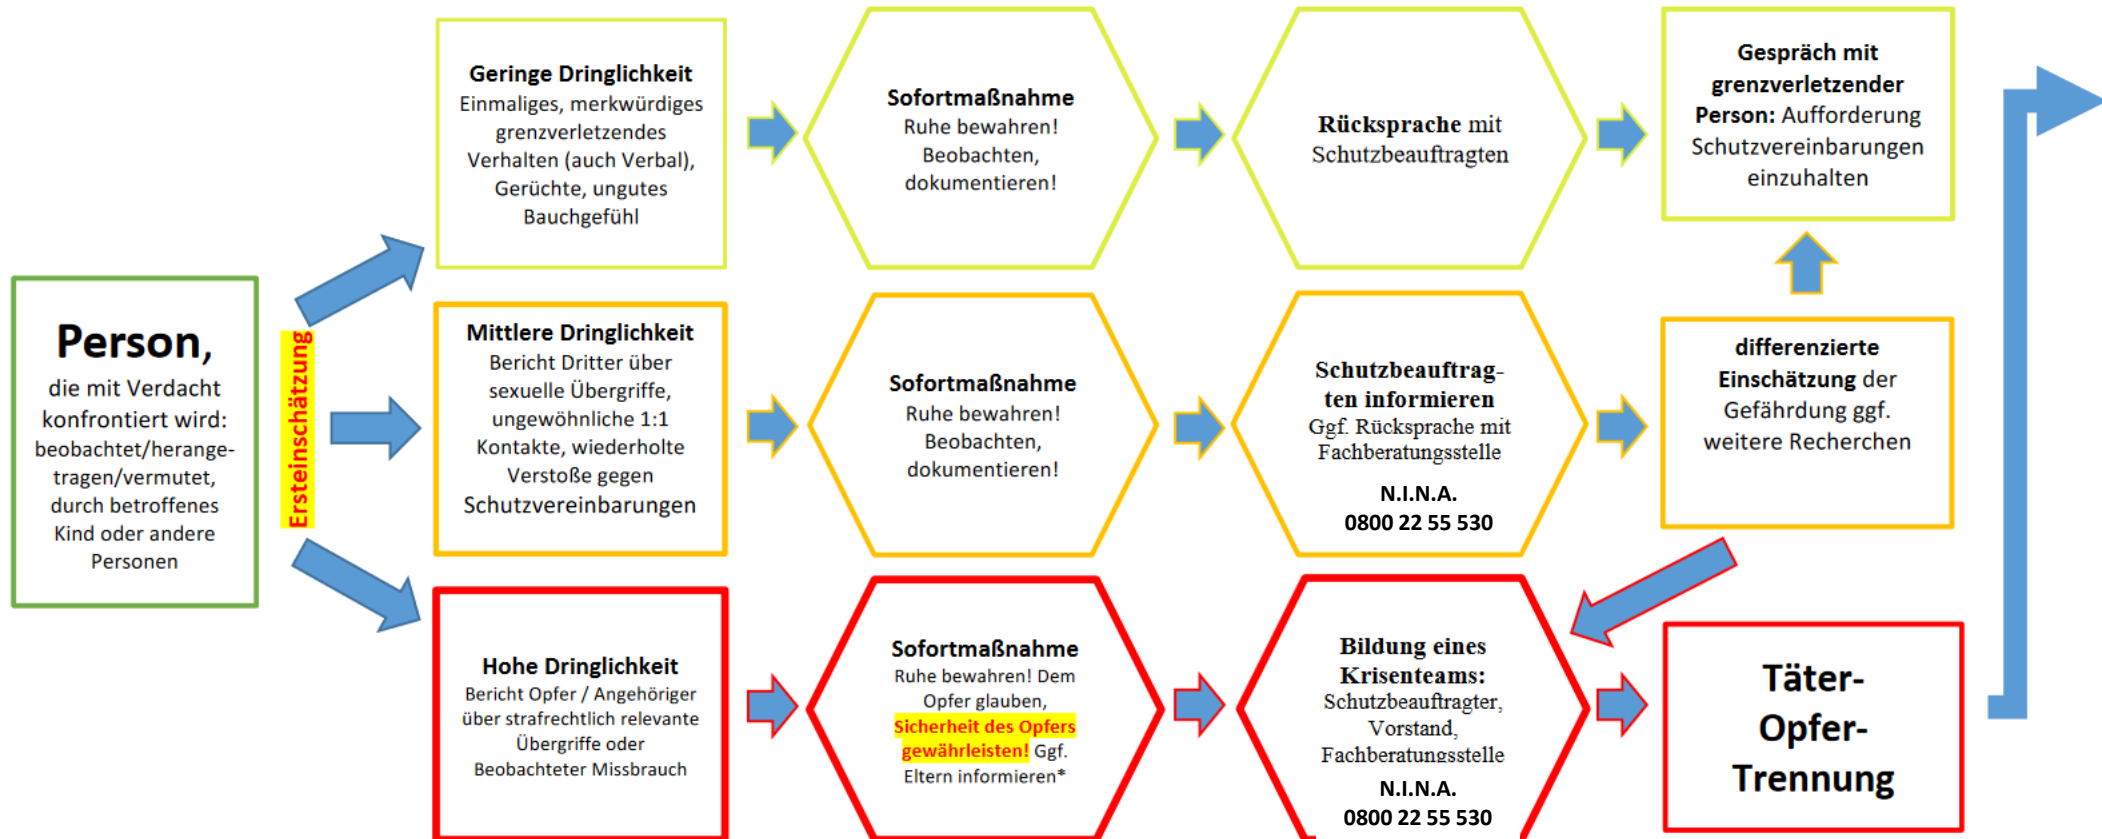 Person,
die mit Verdacht
konfrontiert wird:
beobachtet/herange-
tragen/vermutet,
durch betroffenes
Kind oder andere
Personen
Ersteinschätzung
Geringe Dringlichkeit
Einmaliges, merkwürdiges
grenzverletzendes
Verhalten (auch Verbal),
Gerüchte, ungutes
Bauchgefühl
Sofortmaßnahme
Ruhe bewahren!
Beobachten,
dokumentieren!
Rücksprache mit
Schutzbeauftragten
Gespräch mit
grenzverletzender
Person: Aufforderung
Schutzvereinbarungen
einzuhalten
Mittlere Dringlichkeit
Bericht Dritter über
sexuelle Übergriffe,
ungewöhnliche 1:1
Kontakte, wiederholte
Verstoße gegen
Schutzvereinbarungen
Sofortmaßnahme
Ruhe bewahren!
Beobachten,
dokumentieren!
Schutzbeauftrag-
ten informieren
Ggf. Rücksprache mit
Fachberatungsstelle
N.I.N.A.
0800 22 55 530
differenzierte
Einschätzung der
Gefährdung ggf.
weitere Recherchen
Hohe Dringlichkeit
Bericht Opfer / Angehöriger
über strafrechtlich relevante
Übergriffe oder
Beobachteter Missbrauch
Sofortmaßnahme
Ruhe bewahren! Dem
Opfer glauben,
Sicherheit des Opfers
gewährleisten! Ggf.
Eltern informieren*
Bildung eines
Krisenteams:
Schutzbeauftragter,
Vorstand,
Fachberatungsstelle
N.I.N.A.
0800 22 55 530
Täter-
Opfer-
Trennung